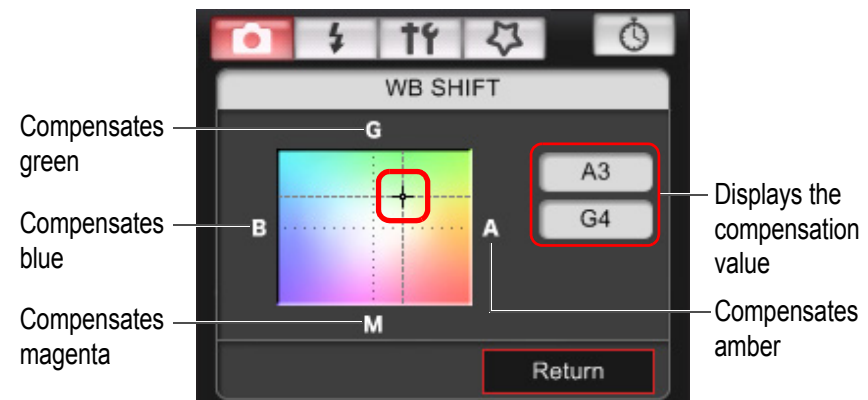 WB SHIFT
Compensates
green
G
A3
Displays the
compensation
value
Compensates
blue
B
A
G4
Compensates
magenta
M
Compensates
amber
Return